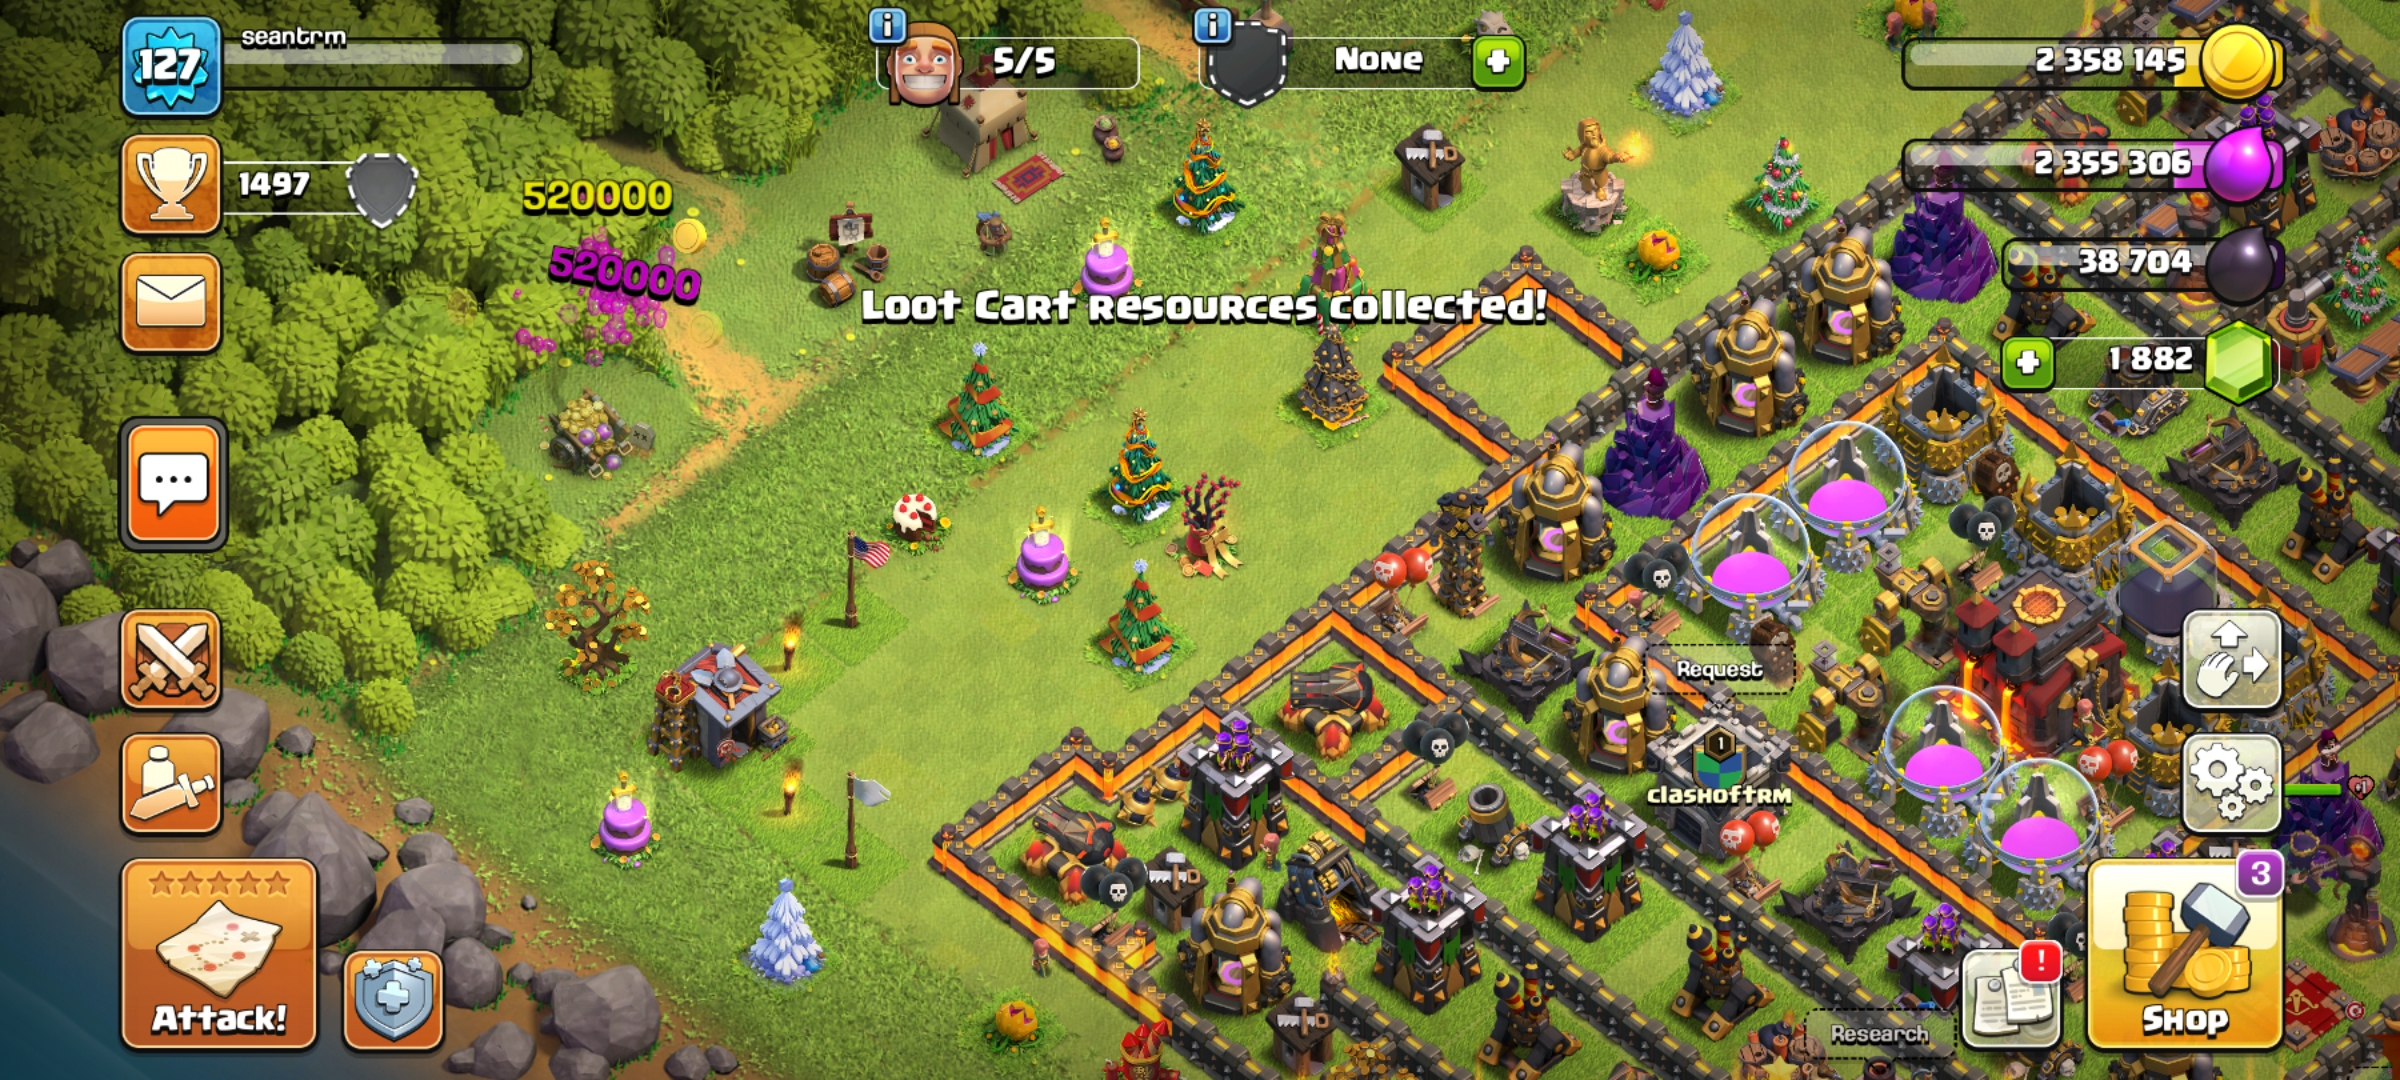 127
seantrm
5/5
None
2 358 145
1497
2 355 306
520000
520000
38 704
Loot Cart resources collected!
1 882
Request
1
clashoftrm
3
Attack!
!
Shop
Research